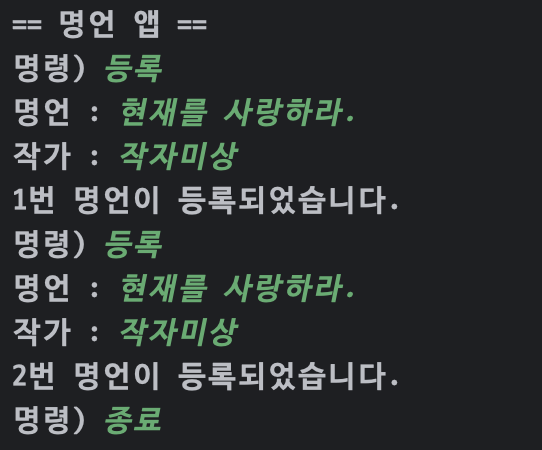 == 명언 앱 ==
명령) 등록
명언 : 현재를 사랑하라.
작가 : 작자미상
1번 명언이 등록되었습니다.
명령) 등록
명언 : 현재를 사랑하라.
작가 : 작자미상
2번 명언이 등록되었습니다.
명령) 종료